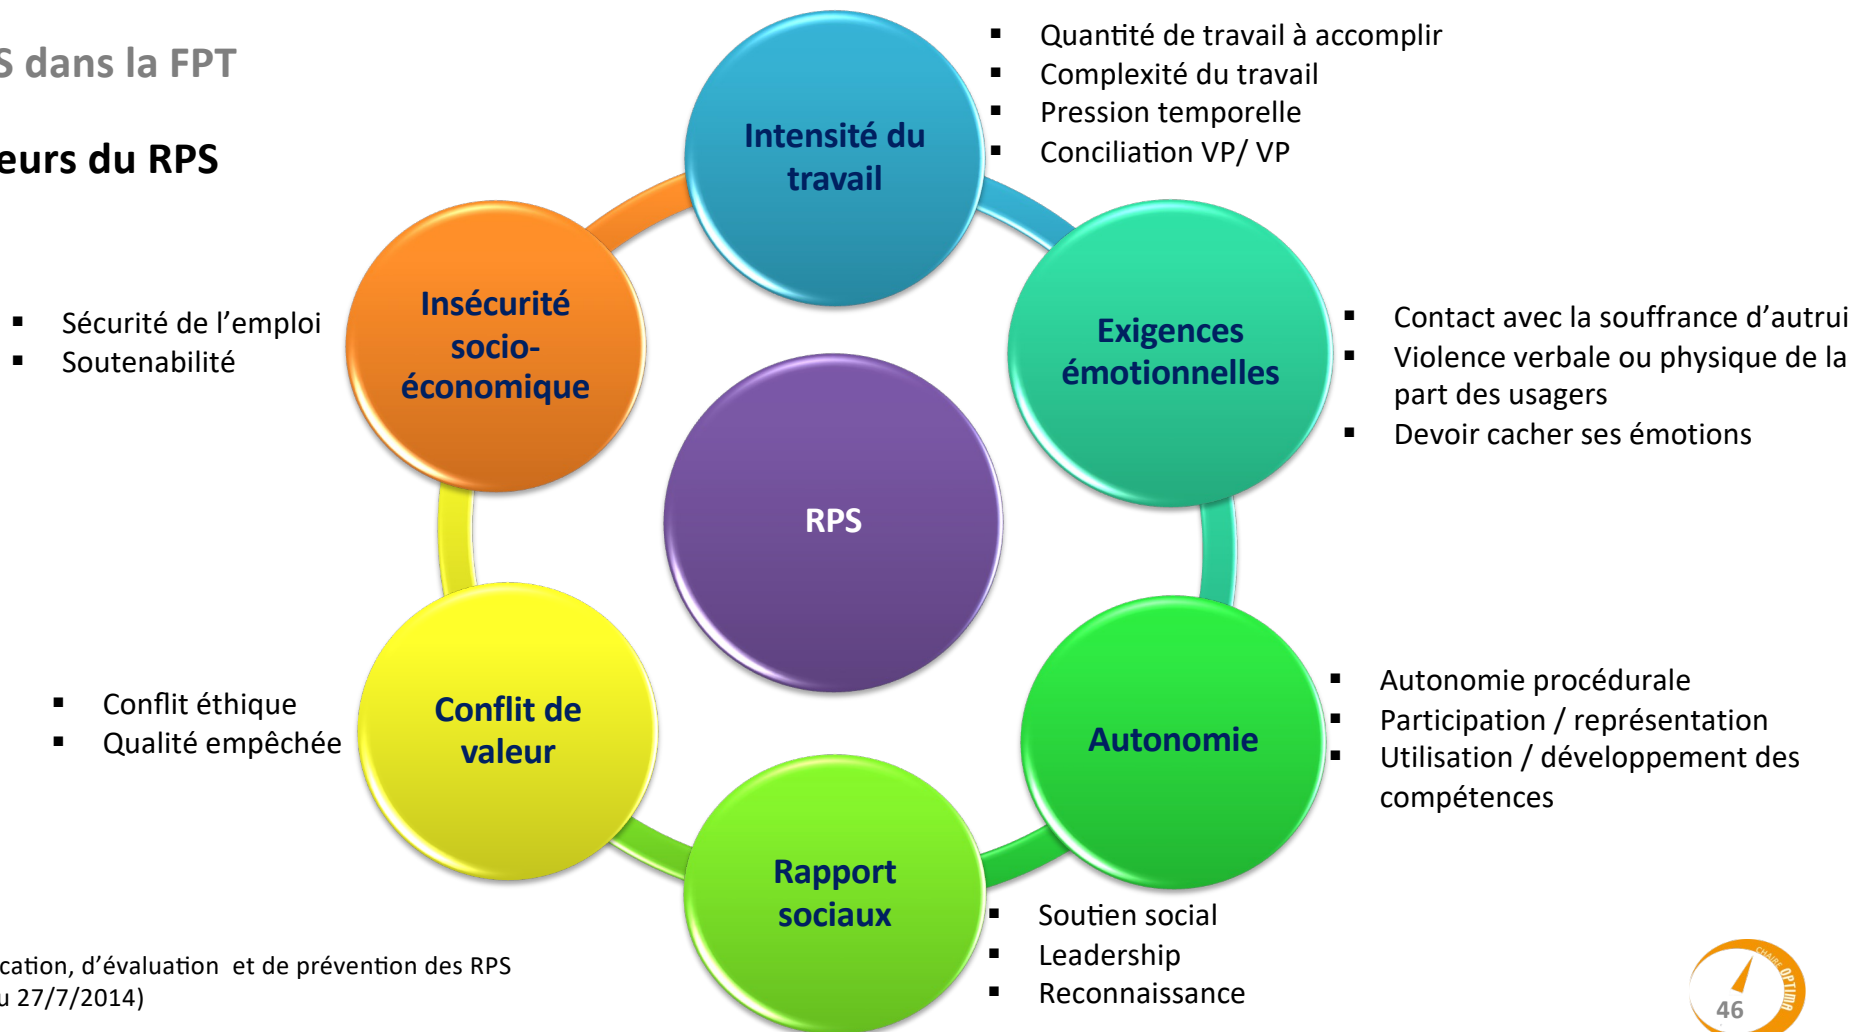 S dans la FPT
eurs du RPS
Intensité du
travail
▪ Quantité de travail à accomplir
▪ Complexité du travail
▪ Pression temporelle
▪ Conciliation VP/ VP
Exigences
émotionnelles
▪ Contact avec la souffrance d’autrui
▪ Violence verbale ou physique de la
part des usagers
▪ Devoir cacher ses émotions
Insécurité
socio-
économique
▪ Sécurité de l’emploi
▪ Soutenabilité
RPS
Autonomie
▪ Autonomie procédurale
▪ Participation / représentation
▪ Utilisation / développement des
compétences
Conflit de
valeur
▪ Conflit éthique
▪ Qualité empêchée
Rapport
sociaux
▪ Soutien social
▪ Leadership
▪ Reconnaissance
cation, d’évaluation et de prévention des RPS
u 27/7/2014)
CHAIRE OPTIMA
46